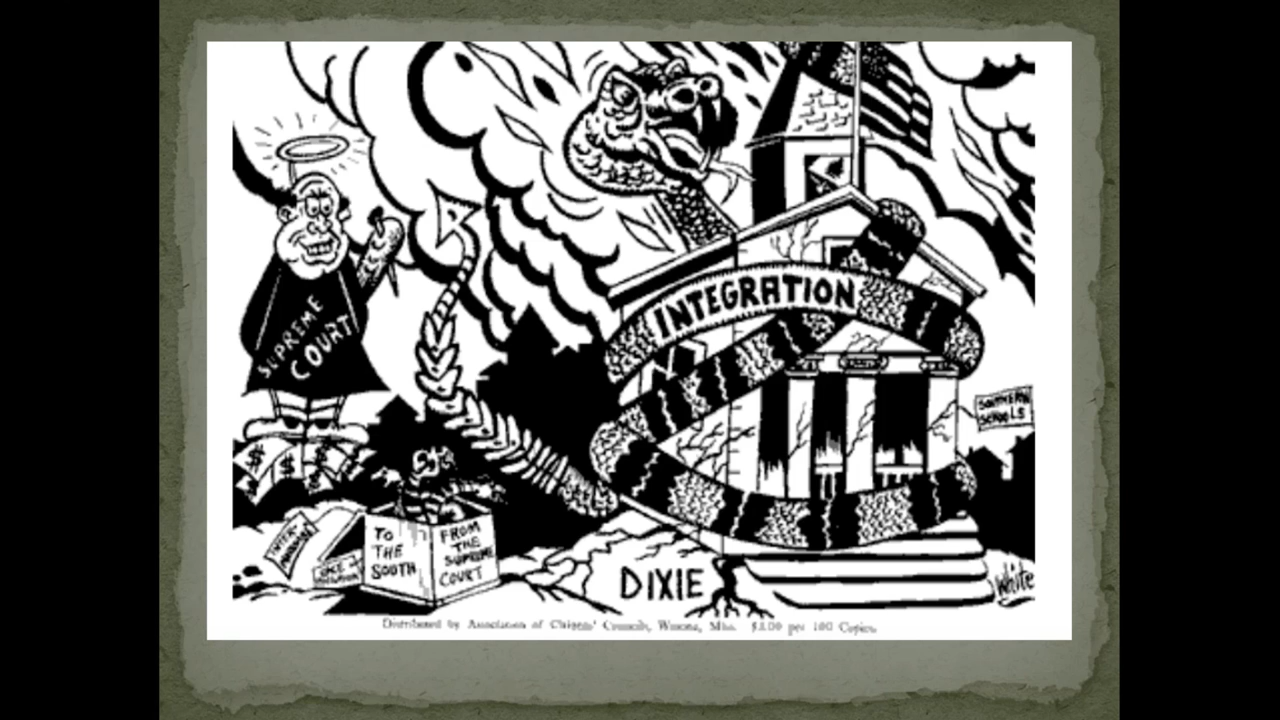 SUPREME
COURT
INTEGRATION
SOUTHERN
SCHOOLS
$ $ $
TO
THE
SOUTH
FROM
THE
SUPREME
COURT
DIXIE
White
Distributed by Association of Citizens' Councils, Winona, Miss. $1.00 per 100 Copies.